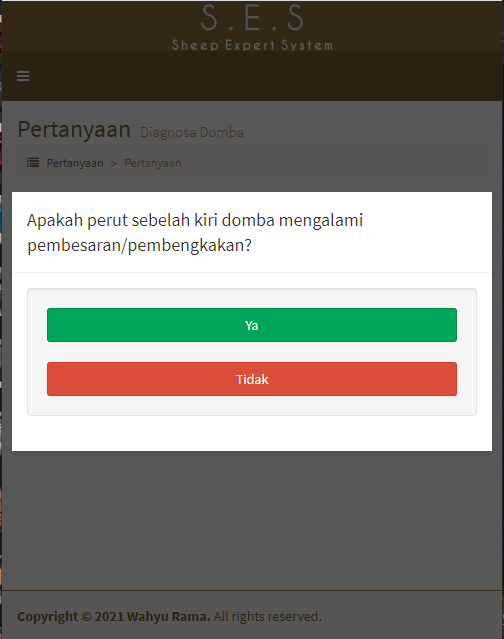 S.E.S
Sheep Expert System
Pertanyaan Diagnosa Domba
Pertanyaan > Pertanyaan
Apakah perut sebelah kiri domba mengalami
pembesaran/pembengkakan?
Ya
Tidak
Copyright © 2021 Wahyu Rama. All rights reserved.